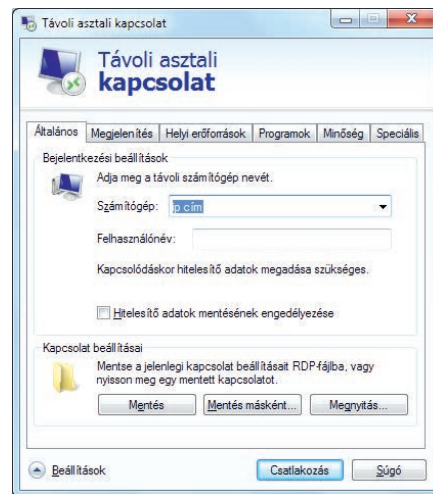 Távoli asztali kapcsolat
Távoli asztali
kapcsolat
Általános Megjelenítés Helyi erőforrások Programok Minőség Speciális
Bejelentkezési beállítások
Adja meg a távoli számítógép nevét.
Számítógép: ip cím
Felhasználónév:
Kapcsolódáskor hitelesítő adatok megadása szükséges.
Hitelesítő adatok mentésének engedélyezése
Kapcsolat beállításai
Mentse a jelenlegi kapcsolat beállításait RDP-fájlba, vagy
nyisson meg egy mentett kapcsolatot.
Mentés Mentés másként... Megnyitás...
Beállítások Csatlakozás Súgó